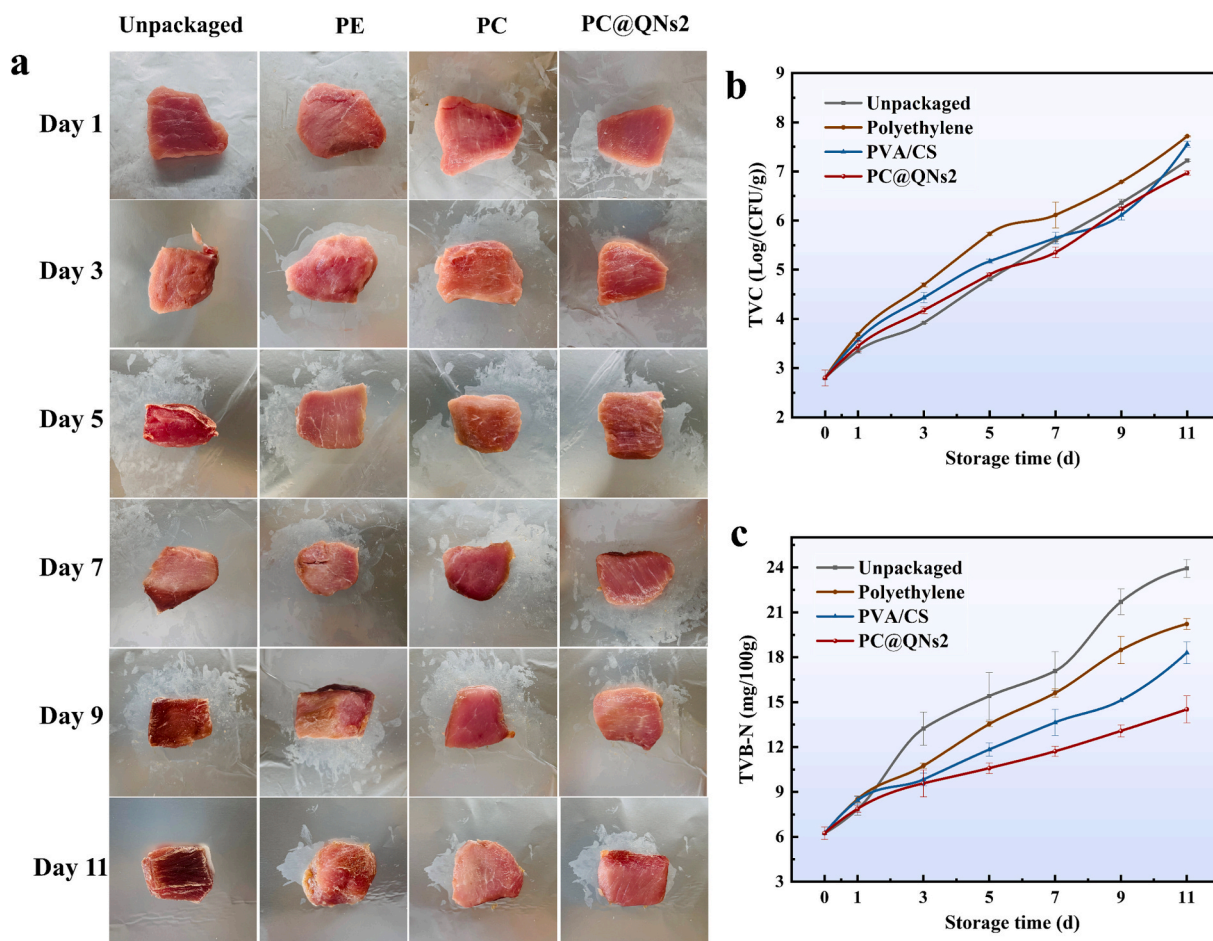 Unpackaged PE PC PC@QNs2
a
Day 1
Day 3
Day 5
Day 7
Day 9
Day 11
b
TVC (Log/(CFU/g))
9
8
7
6
5
4
3
2
Unpackaged
Polyethylene
PVA/CS
PC@QNs2
0 1 3 5 7 9 11
Storage time (d)
c
TVB-N (mg/100g)
24
21
18
15
12
9
6
3
Unpackaged
Polyethylene
PVA/CS
PC@QNs2
0 1 3 5 7 9 11
Storage time (d)